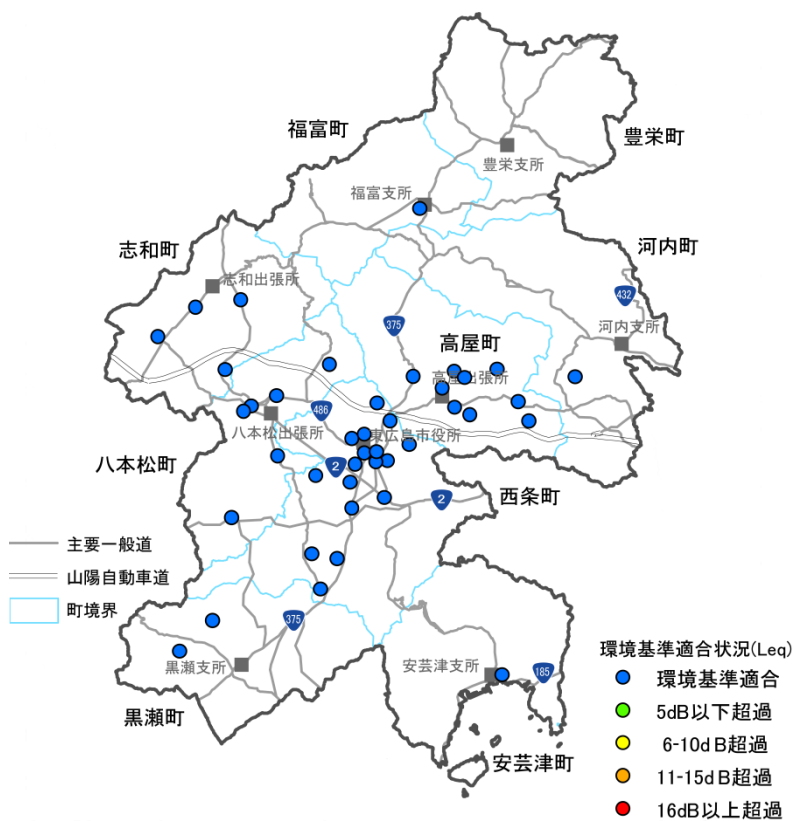 福富町
豊栄町
豊栄支所
福富支所
志和町
河内町
志和出張所
432
375
河内支所
高屋町
高屋出張所
486
八本松出張所
東広島市役所
八本松町
2
西条町
2
主要一般道
山陽自動車道
町境界
375
黒瀬支所
安芸津支所
185
黒瀬町
安芸津町
環境基準適合状況(Leq)
環境基準適合
5dB以下超過
6-10dB超過
11-15dB超過
16dB以上超過